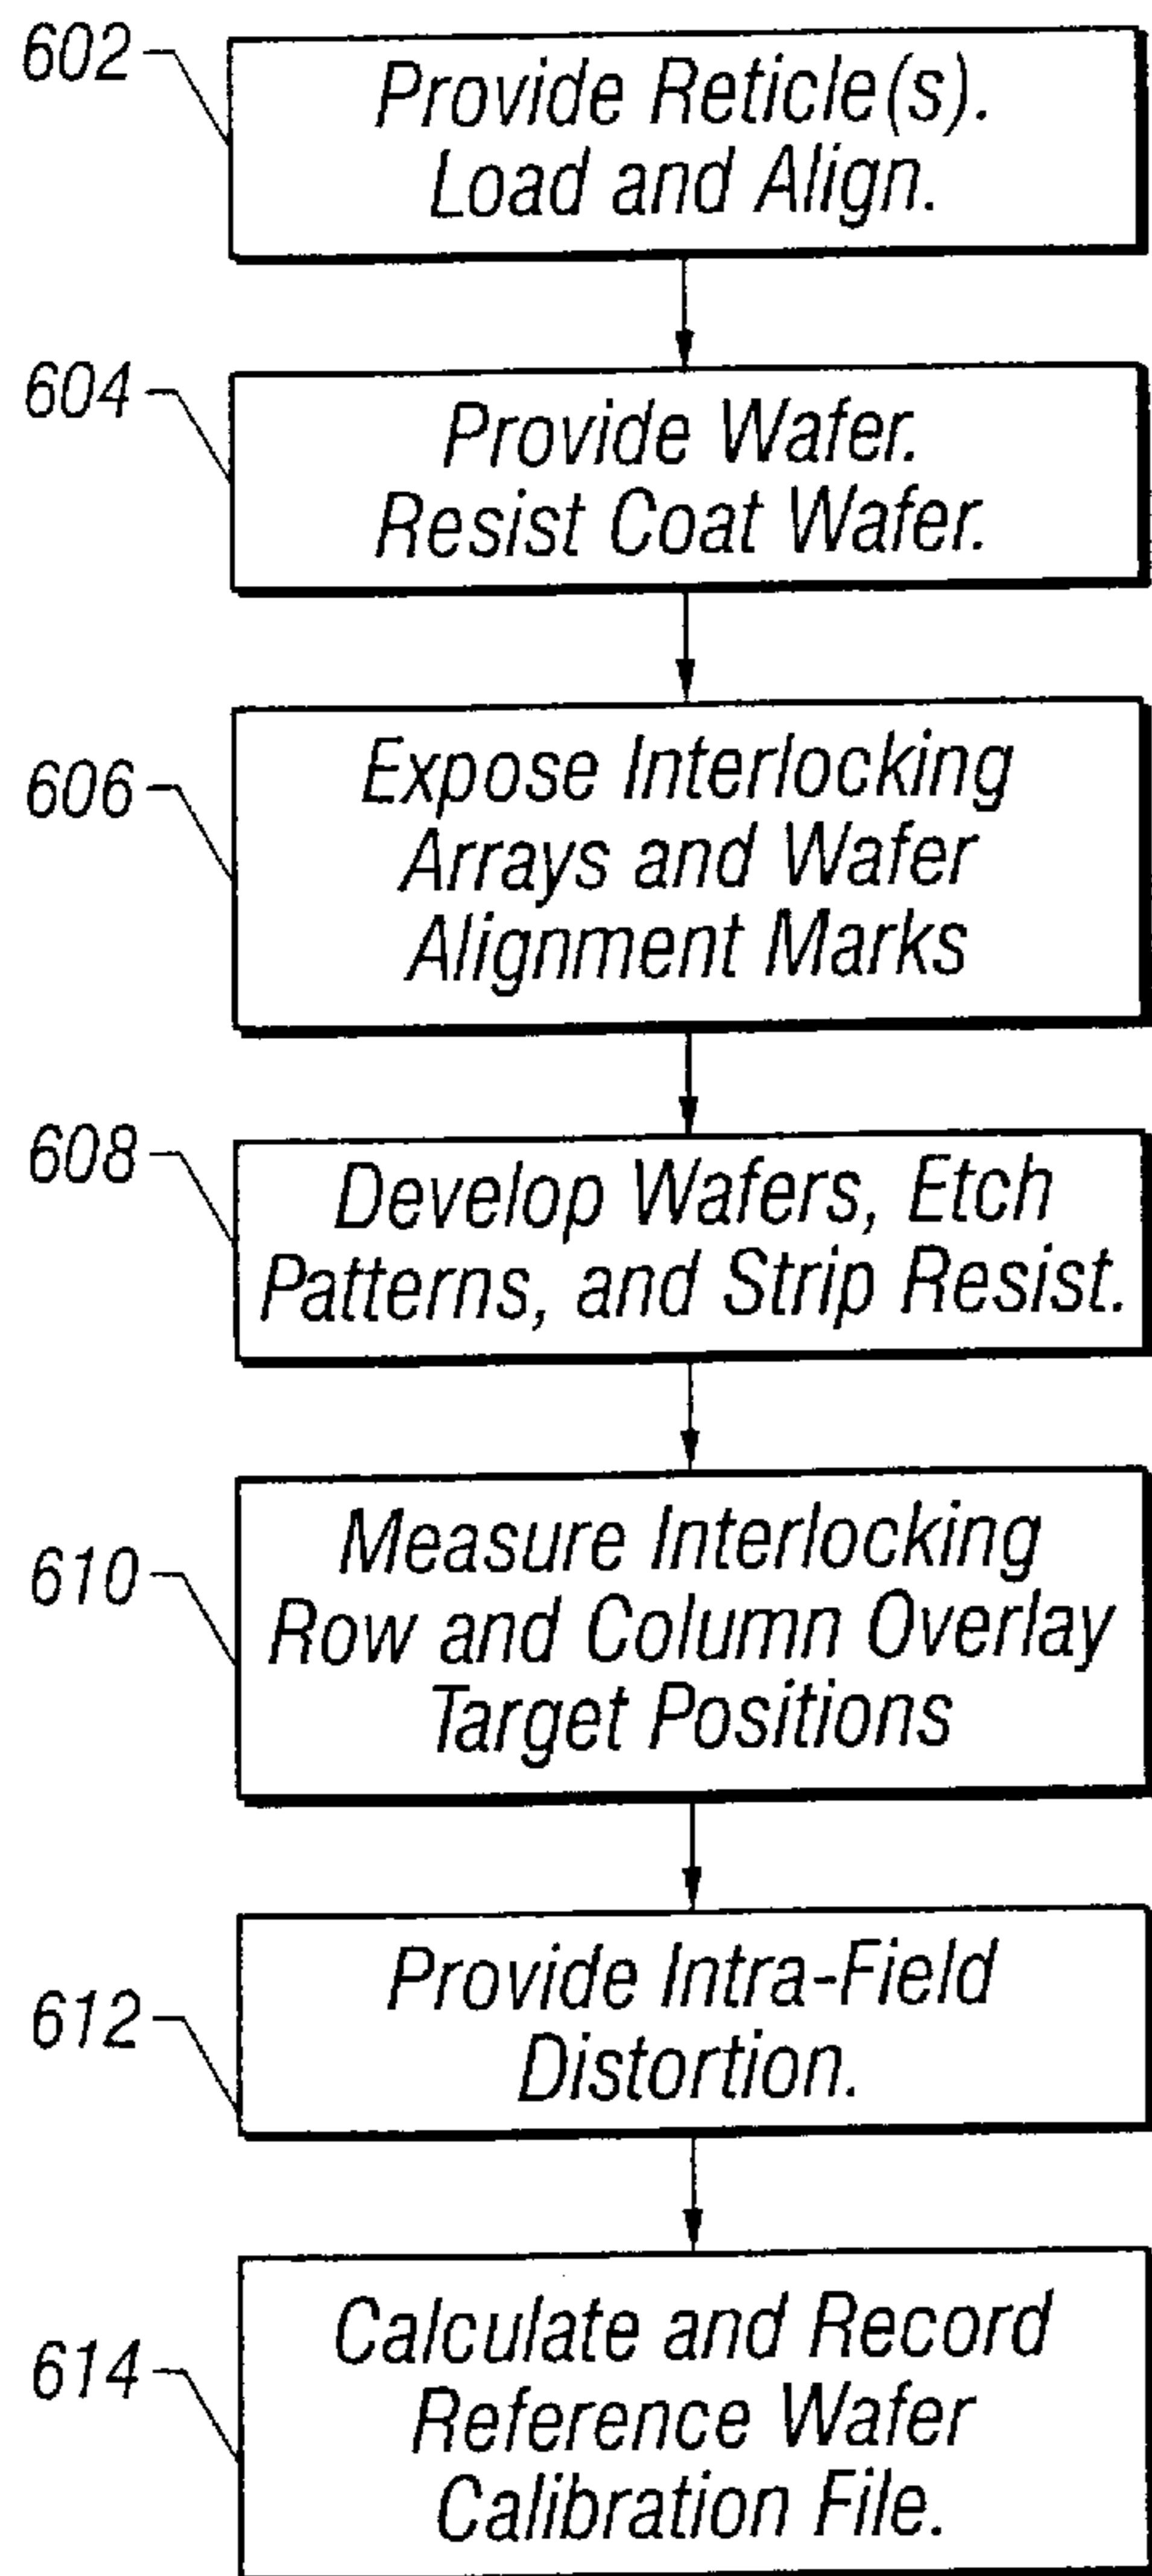 602
Provide Reticle(s).
Load and Align.
604
Provide Wafer.
Resist Coat Wafer.
606
Expose Interlocking
Arrays and Wafer
Alignment Marks
608
Develop Wafers, Etch
Patterns, and Strip Resist.
610
Measure Interlocking
Row and Column Overlay
Target Positions
612
Provide Intra-Field
Distortion.
614
Calculate and Record
Reference Wafer
Calibration File.